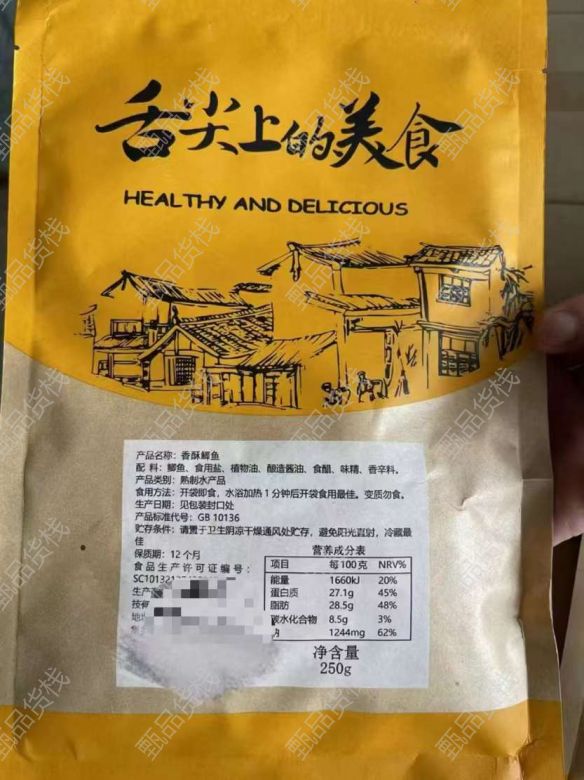 舌尖上的美食
HEALTHY AND DELICIOUS
产品名称：香酥鲫鱼
配 料：鲫鱼、食用盐、植物油、酿造酱油、食醋、味精、香辛料。
产品类别：熟制水产品
食用方法：开袋即食，水浴加热1分钟后开袋食用最佳。变质勿食。
生产日期：见包装封口处
产品标准代号：GB 10136
贮存条件：请置于卫生阴凉干燥通风处贮存，避免阳光直射，冷藏最
佳
保质期：12个月
食品生产许可证编号：
SC1013213
生产
地
营养成分表
项目 每100克 NRV%
能量 1660kJ 20%
蛋白质 27.1g 45%
脂肪 28.5g 48%
碳水化合物 8.5g 3%
钠 1244mg 62%
净含量
250g
甄品货栈